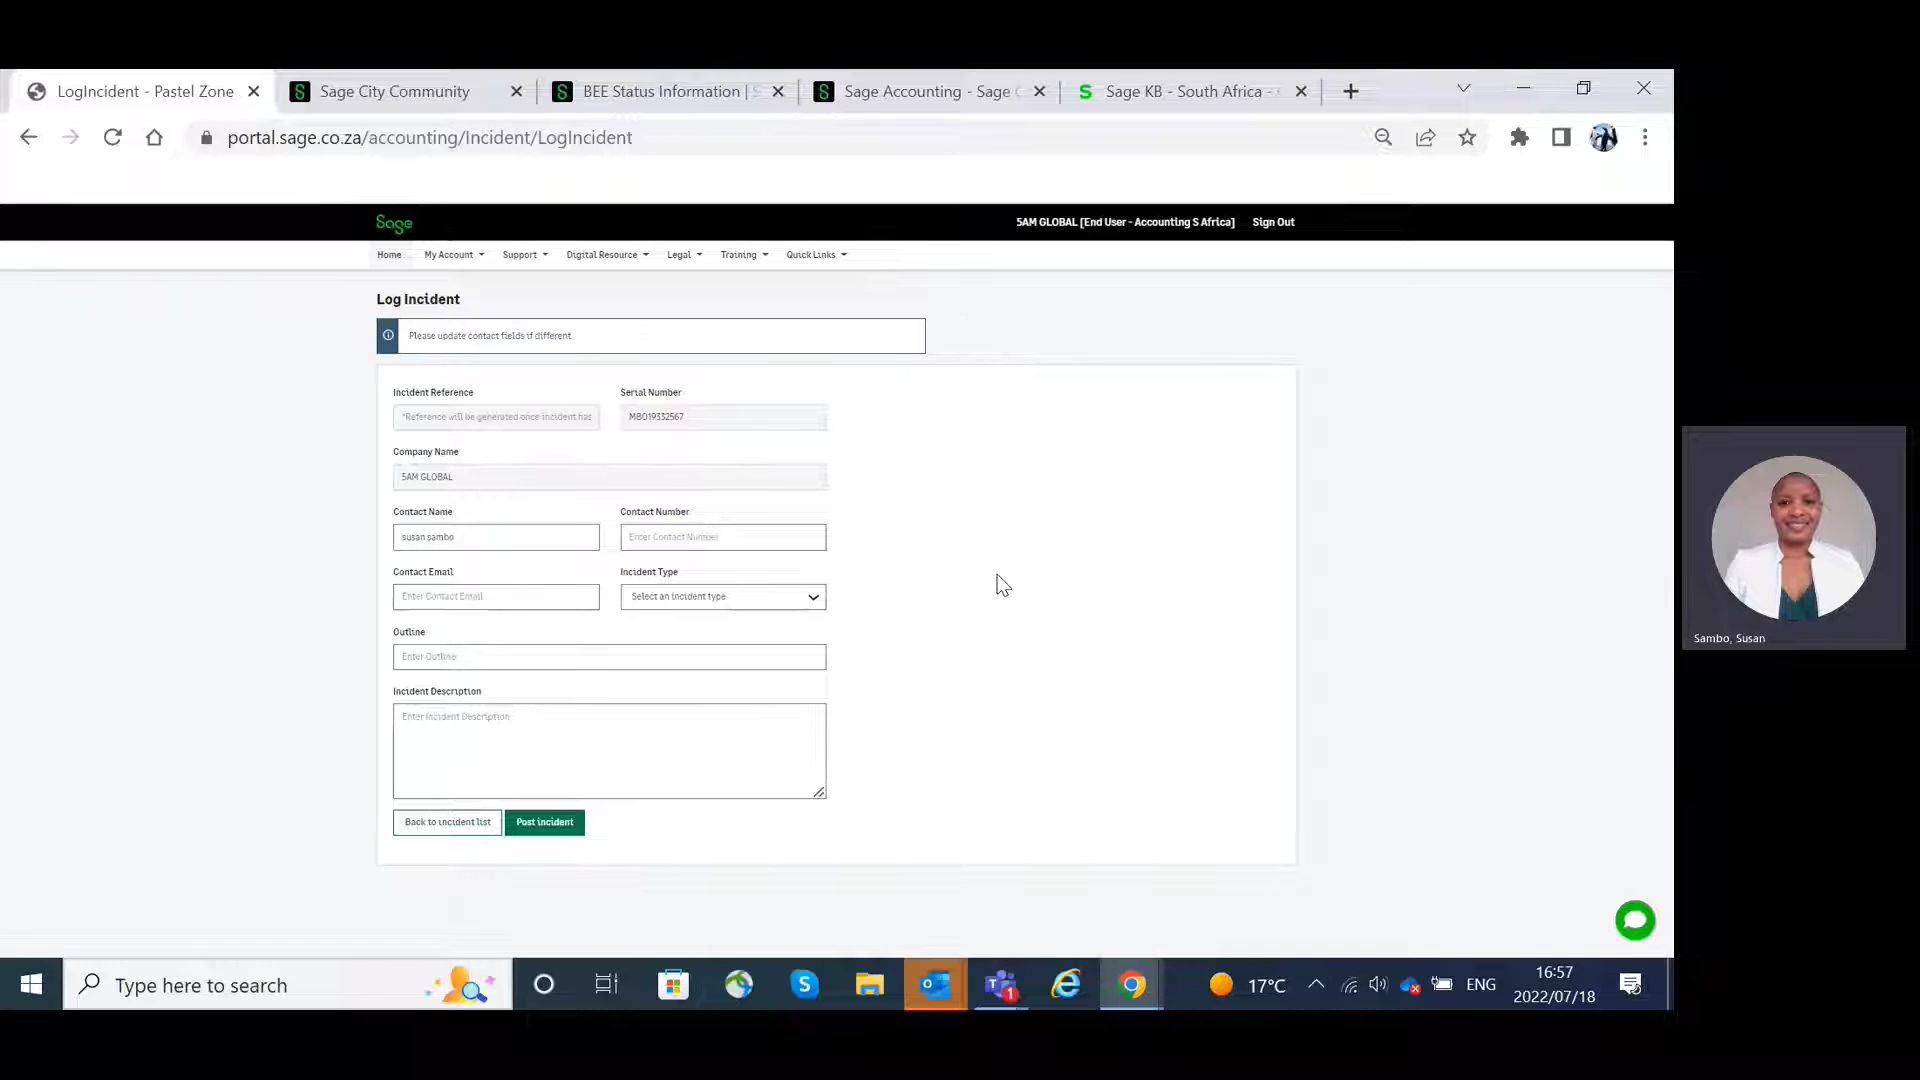 LogIncident - Pastel Zone
Sage City Community
BEE Status Information | S
Sage Accounting - Sage C
Sage KB - South Africa -
portal.sage.co.za/accounting/Incident/LogIncident
Sage
5AM GLOBAL [End User - Accounting S Africa]
Sign Out
Home
My Account
Support
Digital Resource
Legal
Training
Quick Links
Log Incident
Please update contact fields if different.
Incident Reference
Serial Number
*Reference will be generated once incident has
MBO19332567
Company Name
5AM GLOBAL
Contact Name
Contact Number
susan sambo
Enter Contact Number
Contact Email
Incident Type
Enter Contact Email
Select an incident type
Outline
Enter Outline
Incident Description
Enter Incident Description
Back to incident list
Post incident
Sambo, Susan
Type here to search
1
17°C
ENG
16:57
2022/07/18